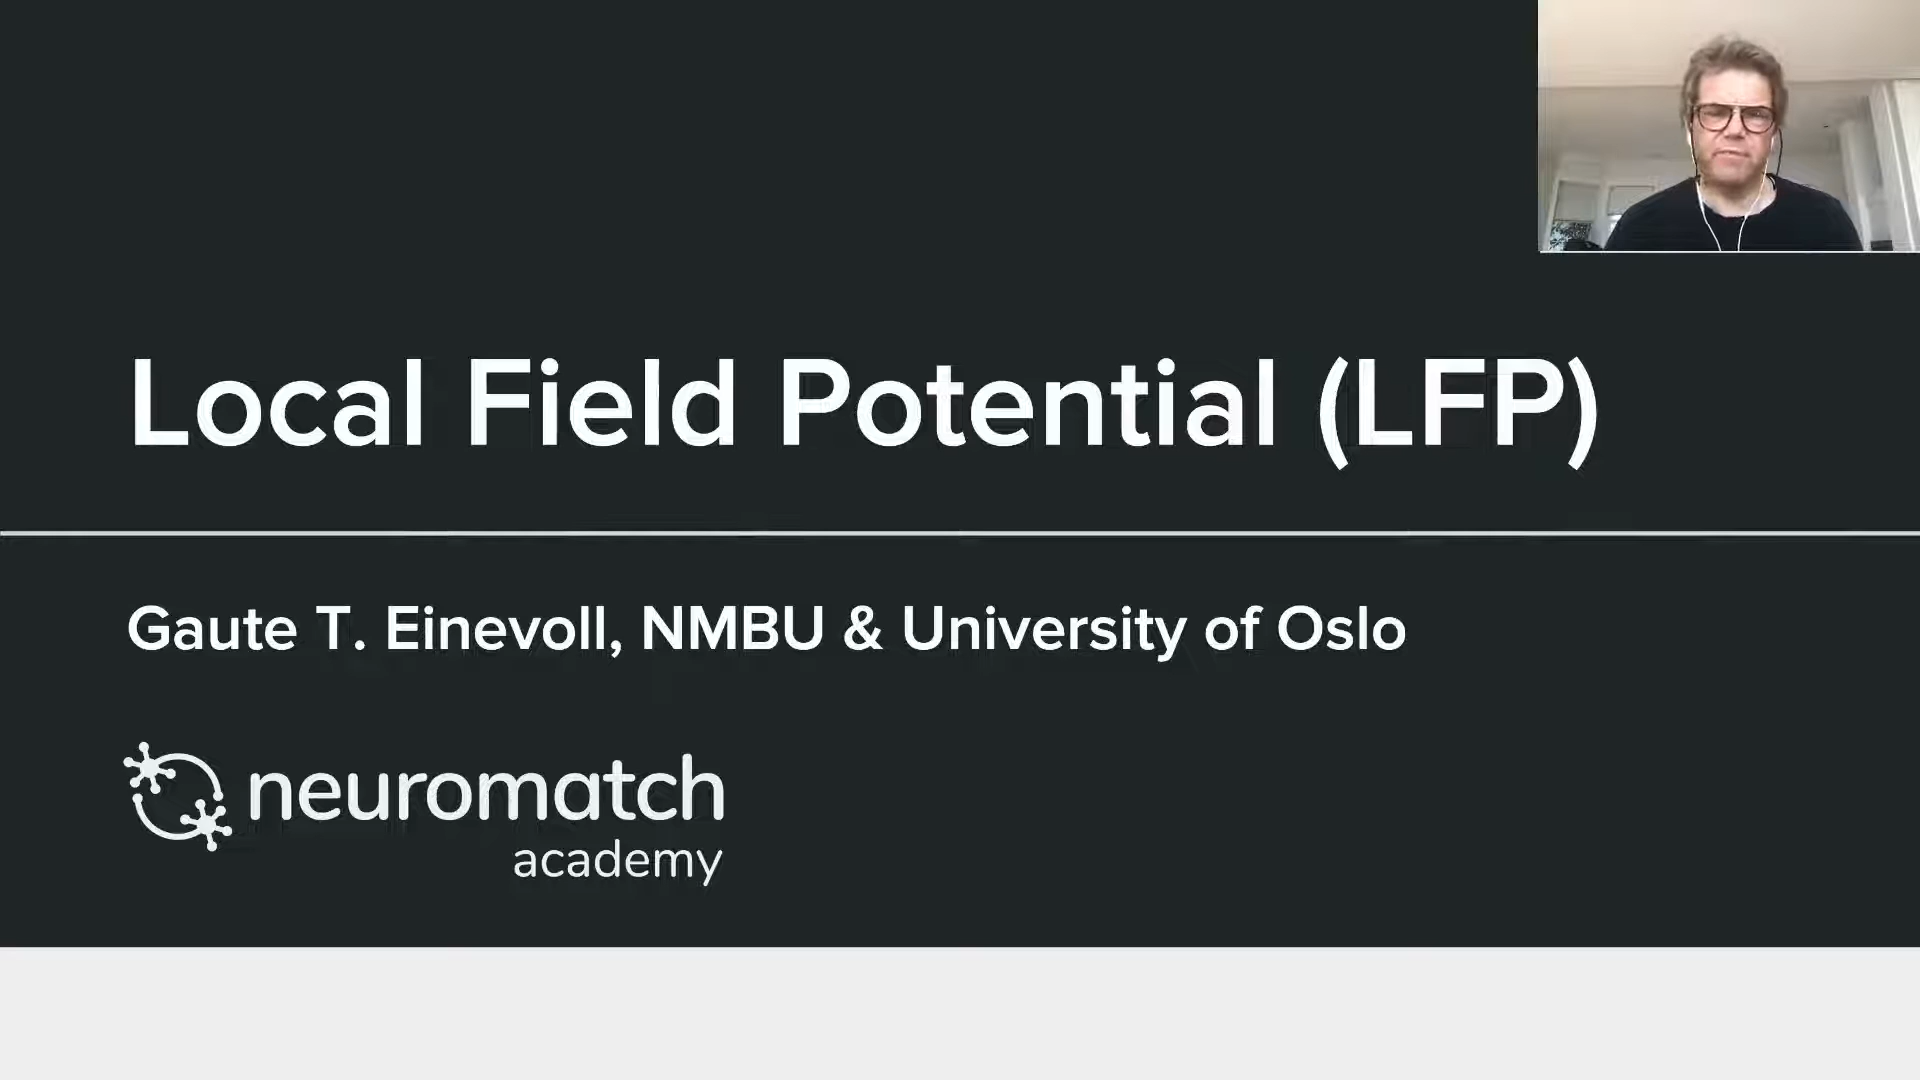 Local Field Potential (LFP)
Gaute T. Einevoll, NMBU & University of Oslo
neuromatch
academy